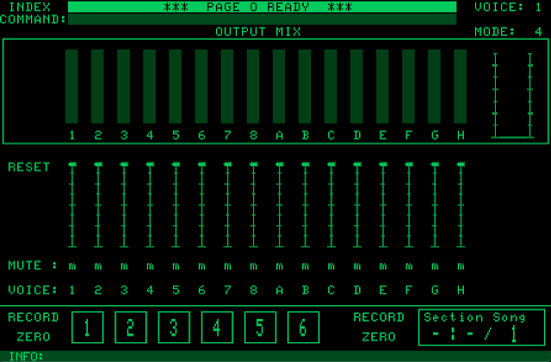 INDEX *** PAGE 0 READY *** VOICE: 1
COMMAND:
OUTPUT MIX MODE: 4
1 2 3 4 5 6 7 8 A B C D E F G H
RESET
MUTE : m m m m m m m m m m m m m m m m
VOICE: 1 2 3 4 5 6 7 8 A B C D E F G H
RECORD ZERO 1 2 3 4 5 6 RECORD ZERO Section Song
- : - / 1
INFO: